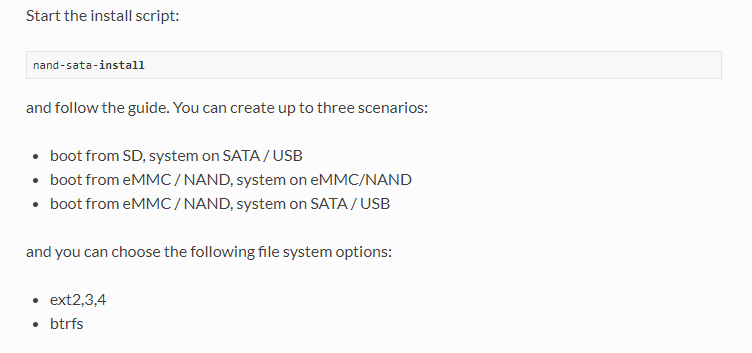 Start the install script:
nand-sata-install
and follow the guide. You can create up to three scenarios:
• boot from SD, system on SATA / USB
• boot from eMMC / NAND, system on eMMC/NAND
• boot from eMMC / NAND, system on SATA / USB
and you can choose the following file system options:
• ext2,3,4
• btrfs